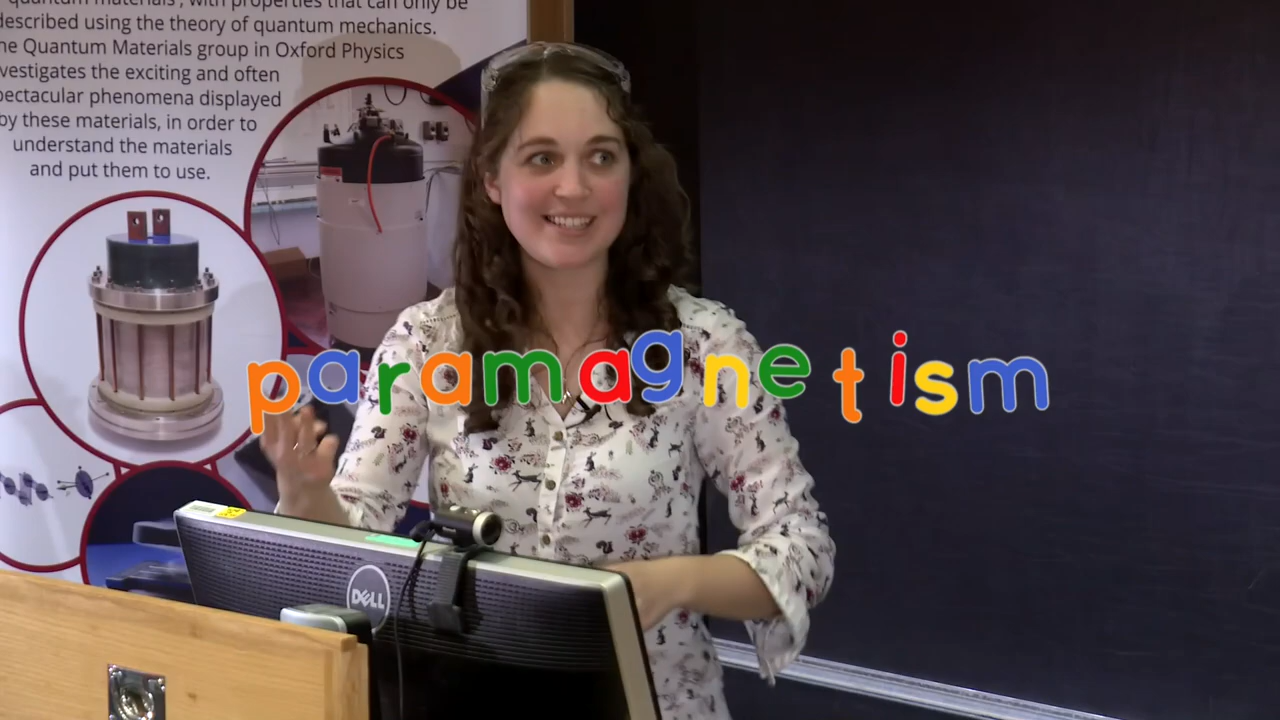 quantum materials', with properties that can only be
described using the theory of quantum mechanics.
he Quantum Materials group in Oxford Physics
vestigates the exciting and often
pectacular phenomena displayed
by these materials, in order to
understand the materials
and put them to use.
paramagnetism
DELL